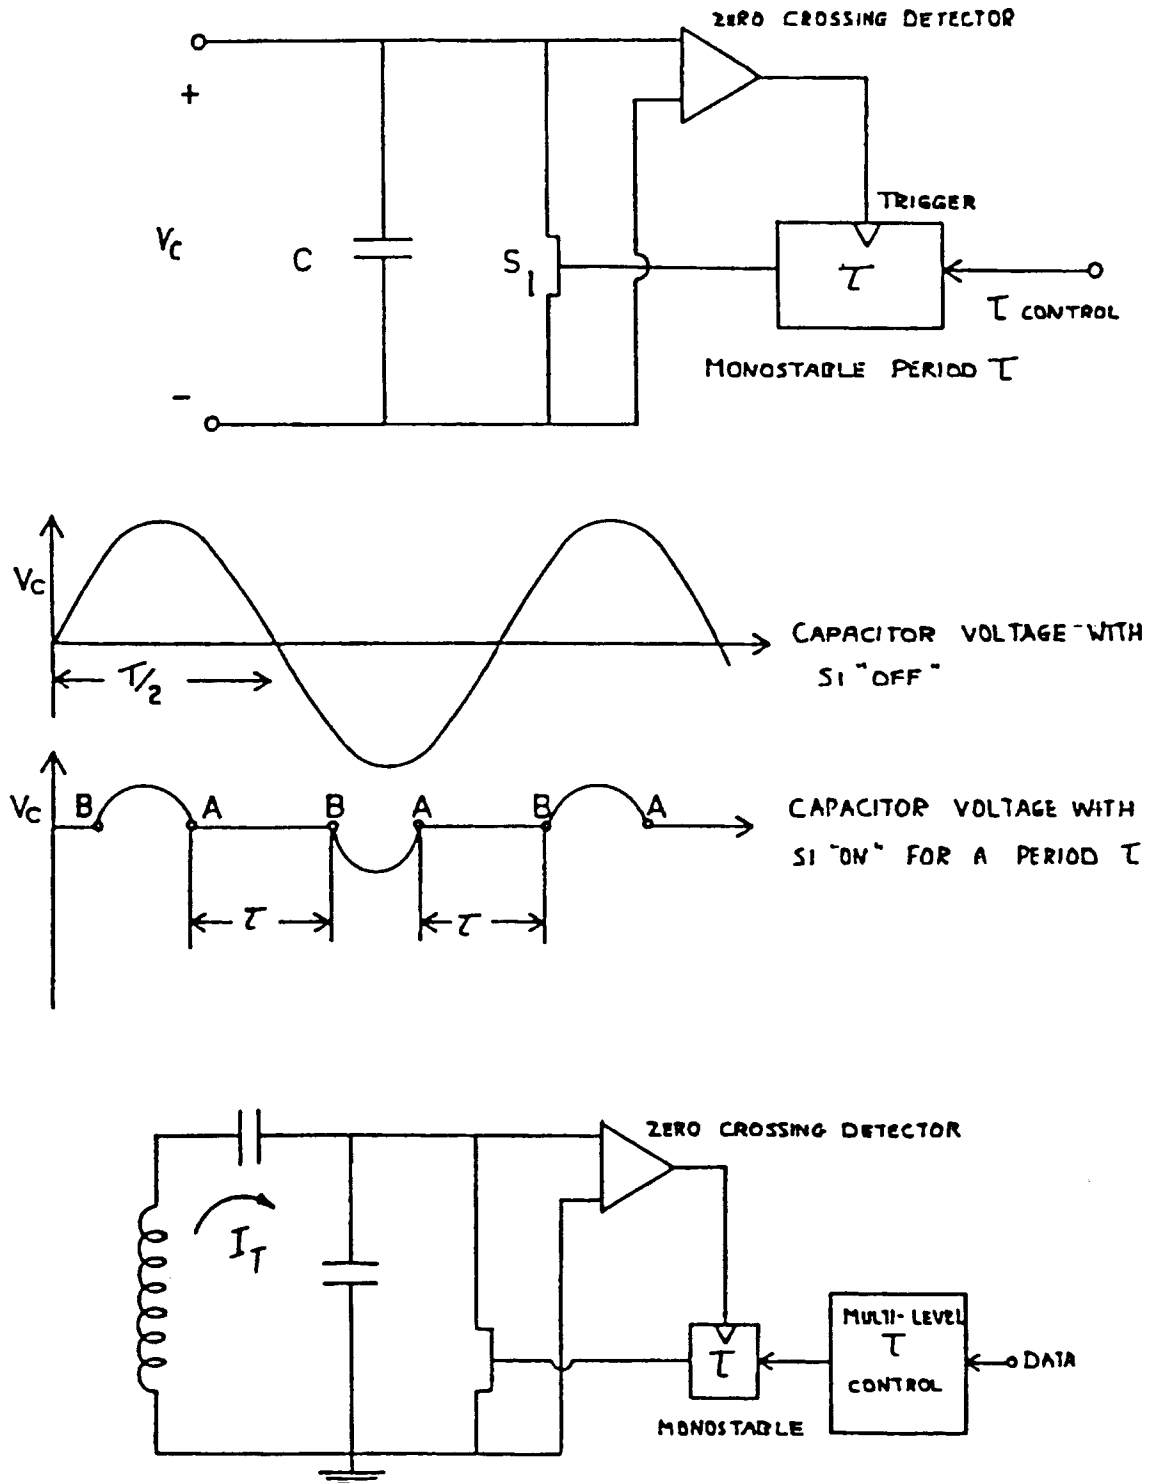 ZERO CROSSING DETECTOR
+
VC
C
S1
TRIGGER
τ
τ CONTROL
MONOSTABLE PERIOD τ
-
VC
T/2
CAPACITOR VOLTAGE WITH
S1 "OFF"
VC
B A B A B A
CAPACITOR VOLTAGE WITH
S1 "ON" FOR A PERIOD τ
τ τ
ZERO CROSSING DETECTOR
IT
MULTI-LEVEL
τ
CONTROL
τ
DATA
MONOSTABLE